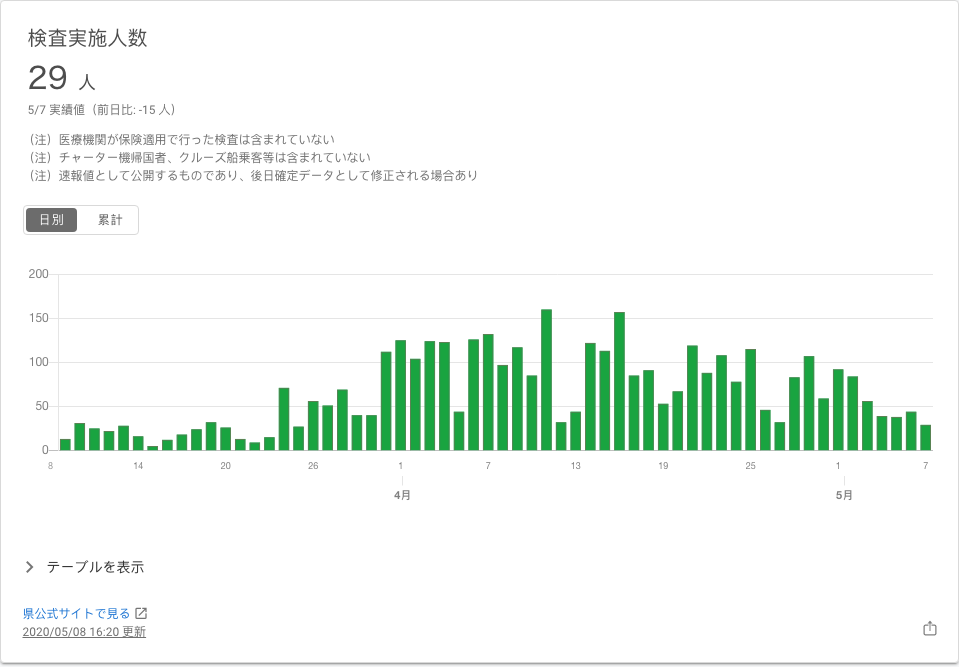 検査実施人数
29 人
5/7 実績値（前日比: -15 人）
（注）医療機関が保険適用で行った検査は含まれていない
（注）チャーター機帰国者、クルーズ船乗客等は含まれていない
（注）速報値として公開するものであり、後日確定データとして修正される場合あり
日別 累計
200
150
100
50
0
8 14 20 26 1 7 13 19 25 1 7
4月 5月
テーブルを表示
県公式サイトで見る
2020/05/08 16:20 更新